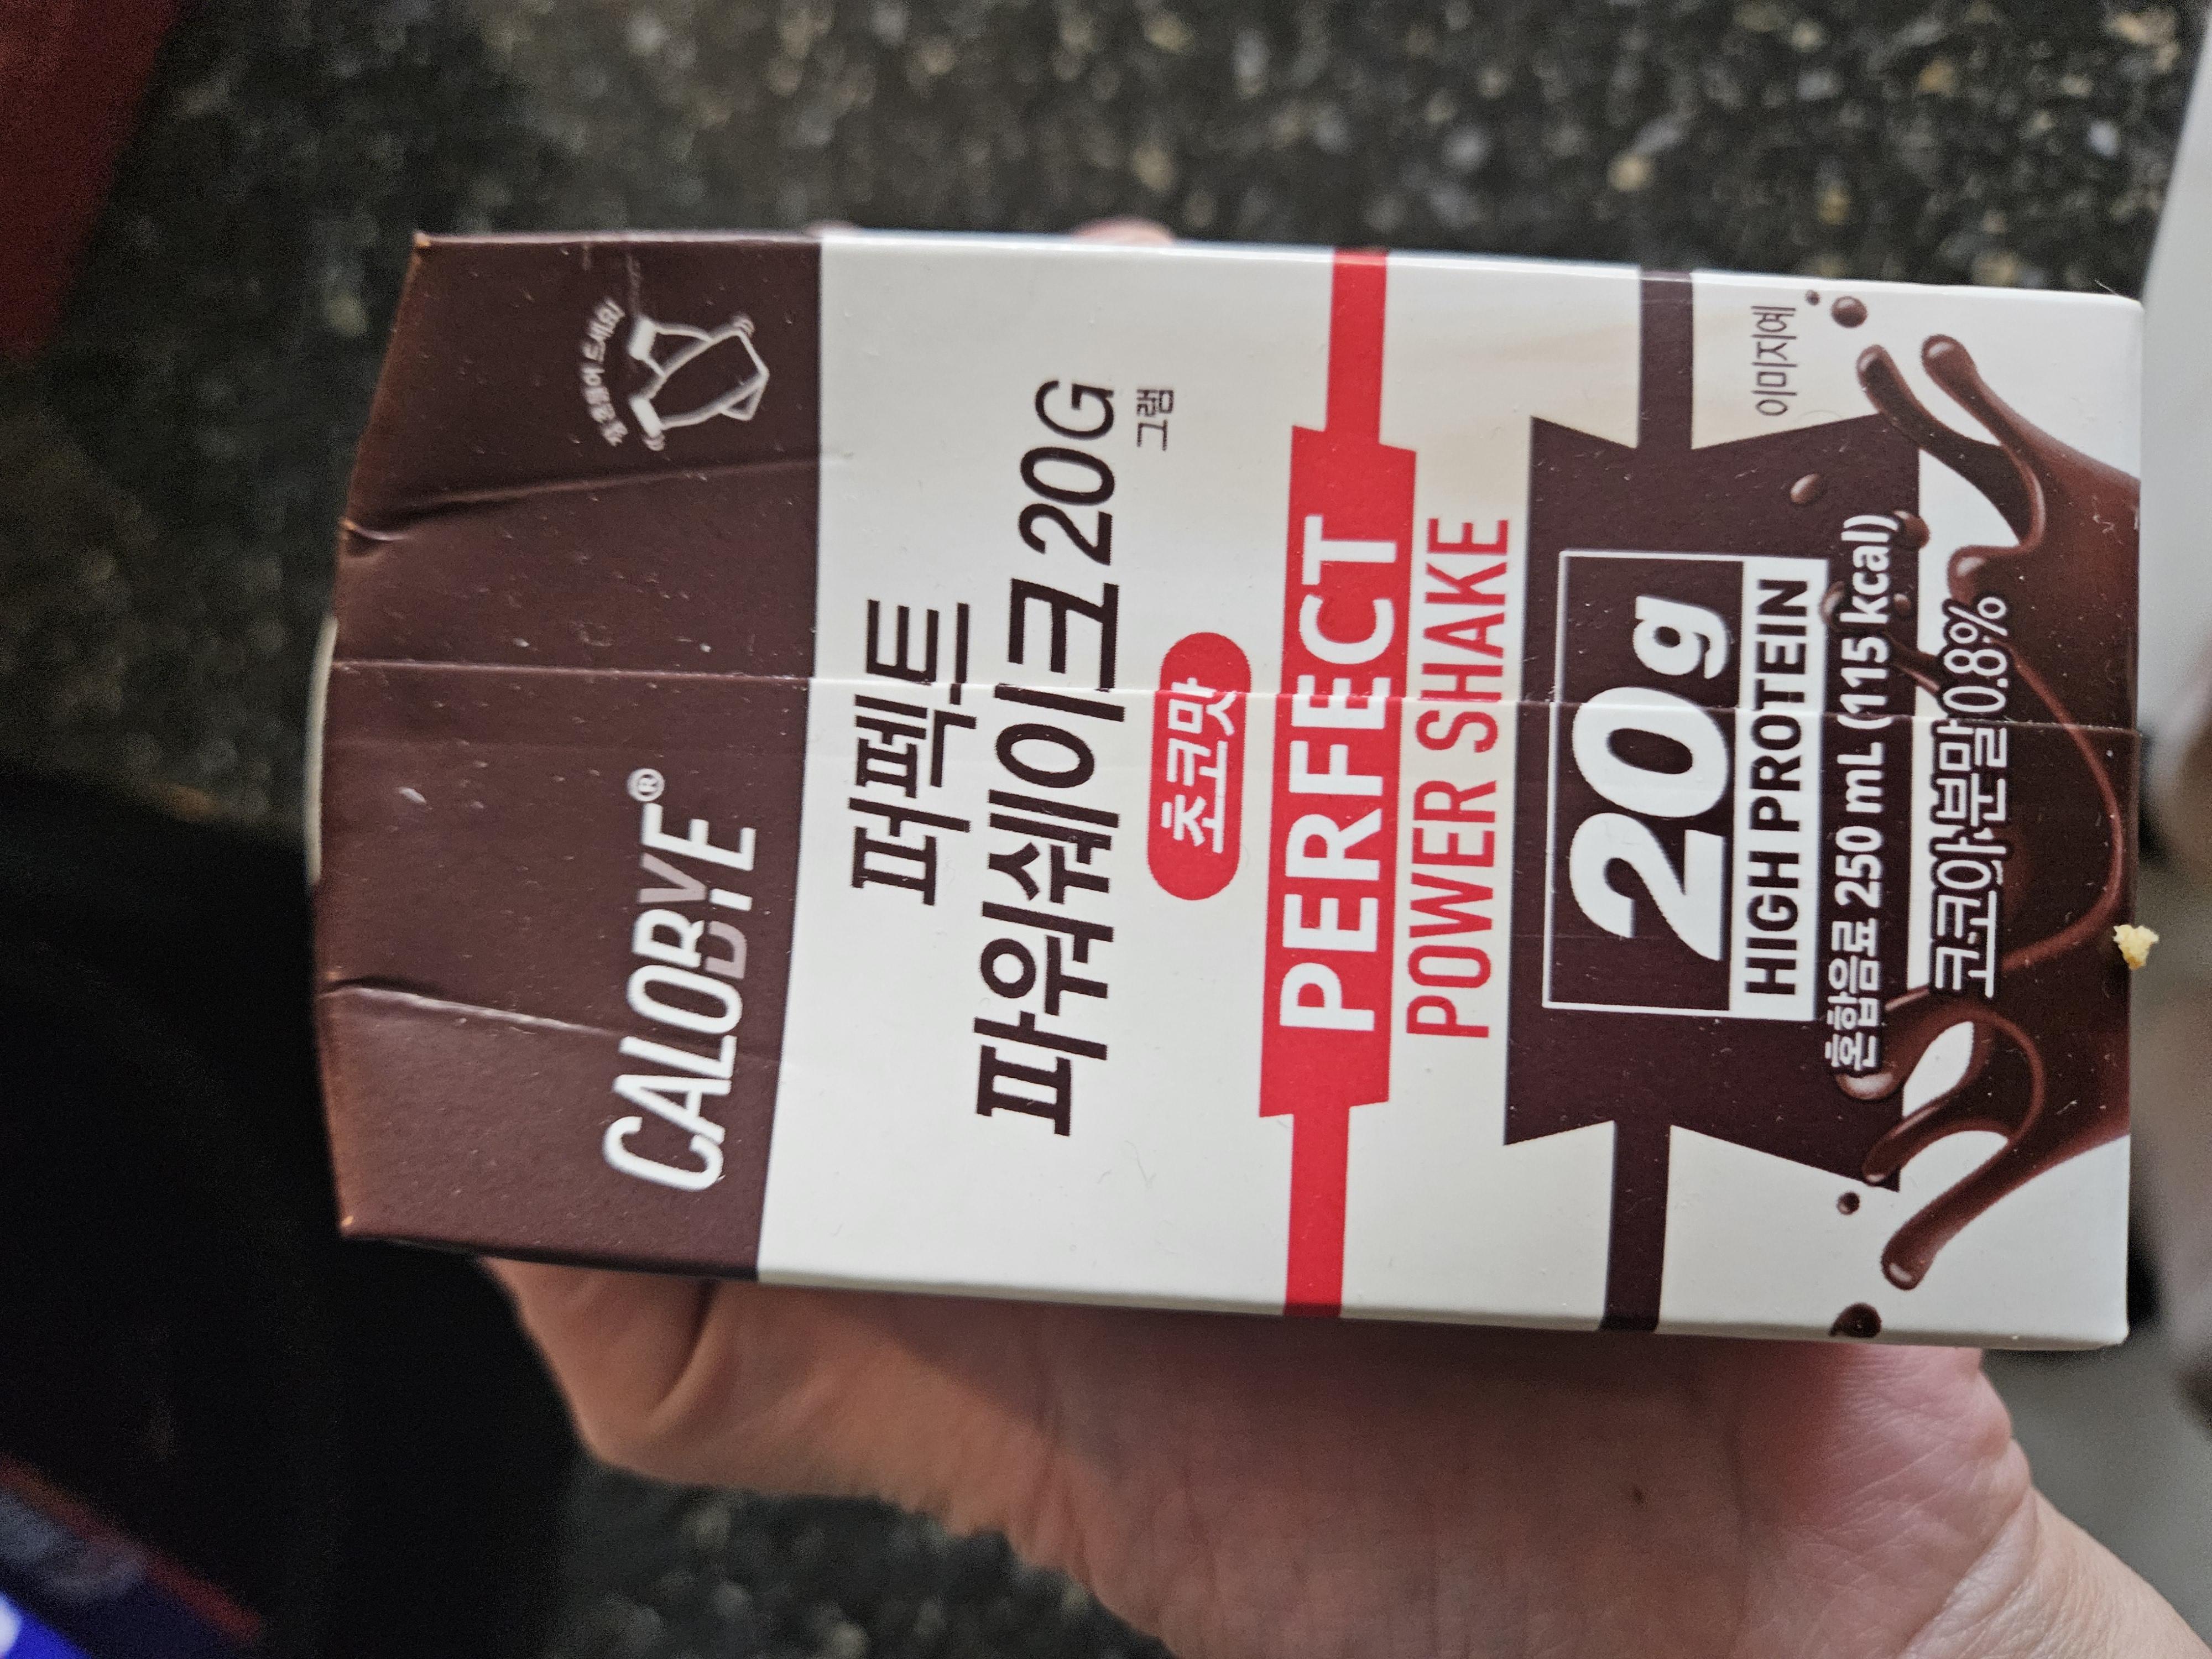 잘 흔들어 드세요
CALOBYE®
퍼펙트
파워쉐이크 20G
그램
초코맛
PERFECT
POWER SHAKE
20g
HIGH PROTEIN
혼합음료 250 mL (115 kcal)
코코아분말0.8%
이미지예